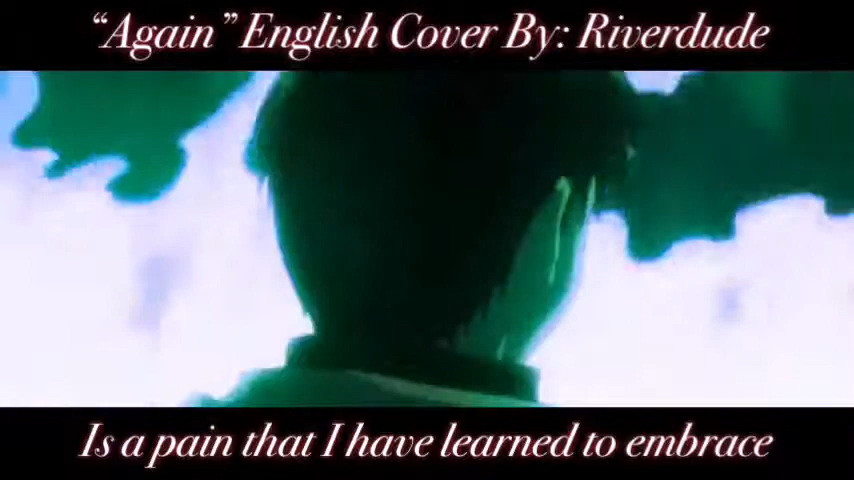 “Again” English Cover By: Riverdude
Is a pain that I have learned to embrace